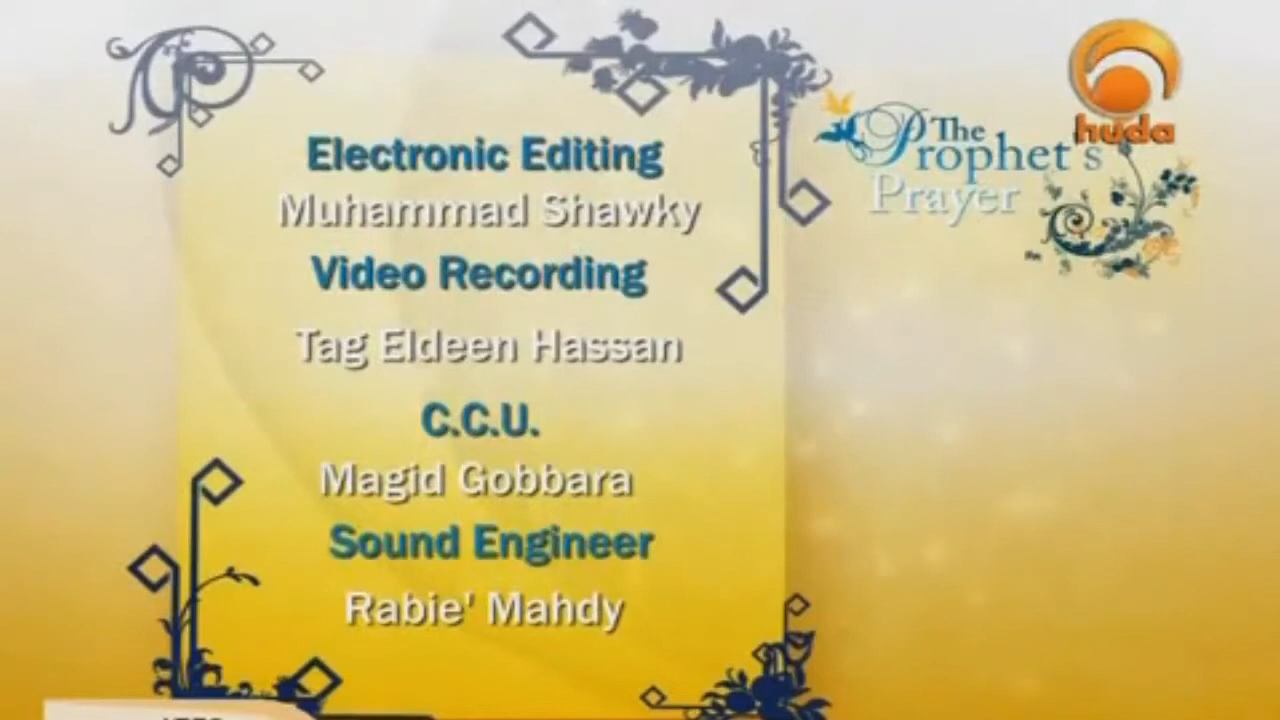 Electronic Editing
Muhammad Shawky
Video Recording
Tag Eldeen Hassan
C.C.U.
Magid Gobbara
Sound Engineer
Rabie' Mahdy
The
Prophet's
Prayer
huda